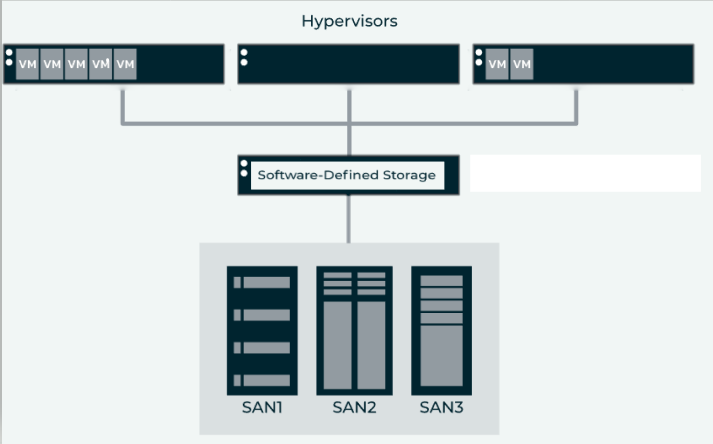 Hypervisors
VM VM VM VM VM
VM VM
Software-Defined Storage
SAN1 SAN2 SAN3